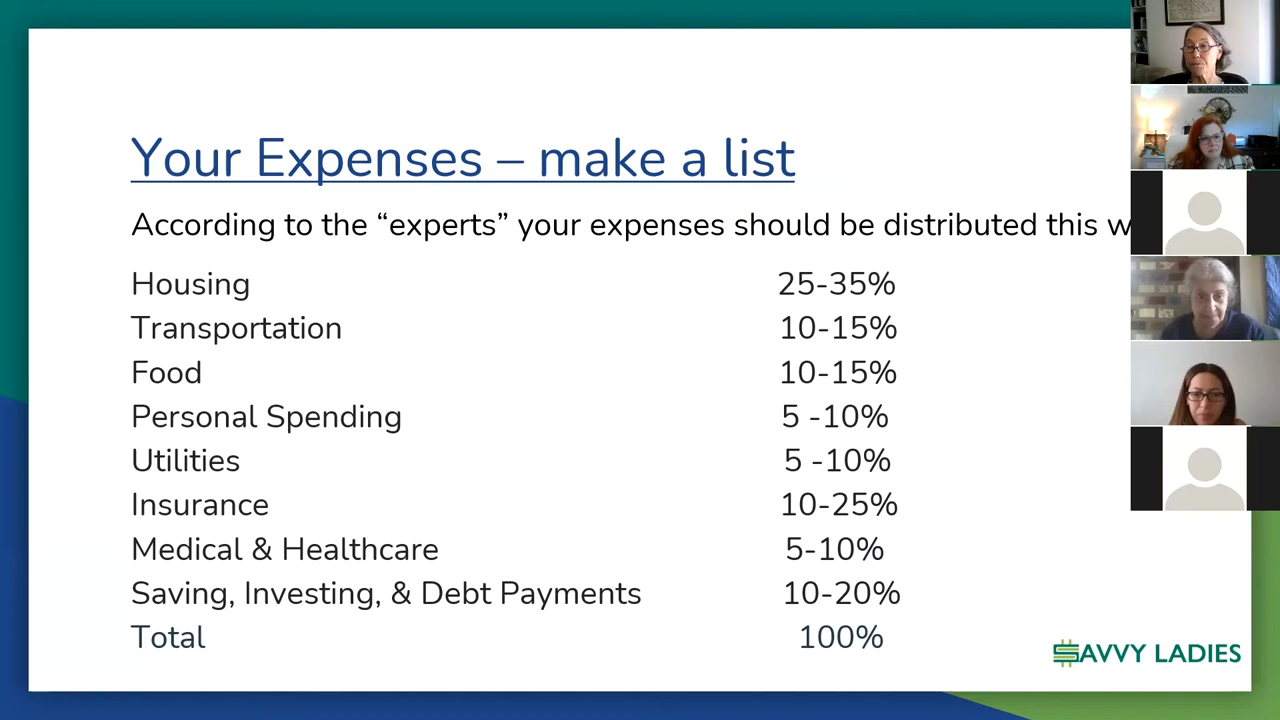 Your Expenses – make a list
According to the “experts” your expenses should be distributed this
Housing 25-35%
Transportation 10-15%
Food 10-15%
Personal Spending 5 -10%
Utilities 5 -10%
Insurance 10-25%
Medical & Healthcare 5-10%
Saving, Investing, & Debt Payments 10-20%
Total 100%
SAVVY LADIES